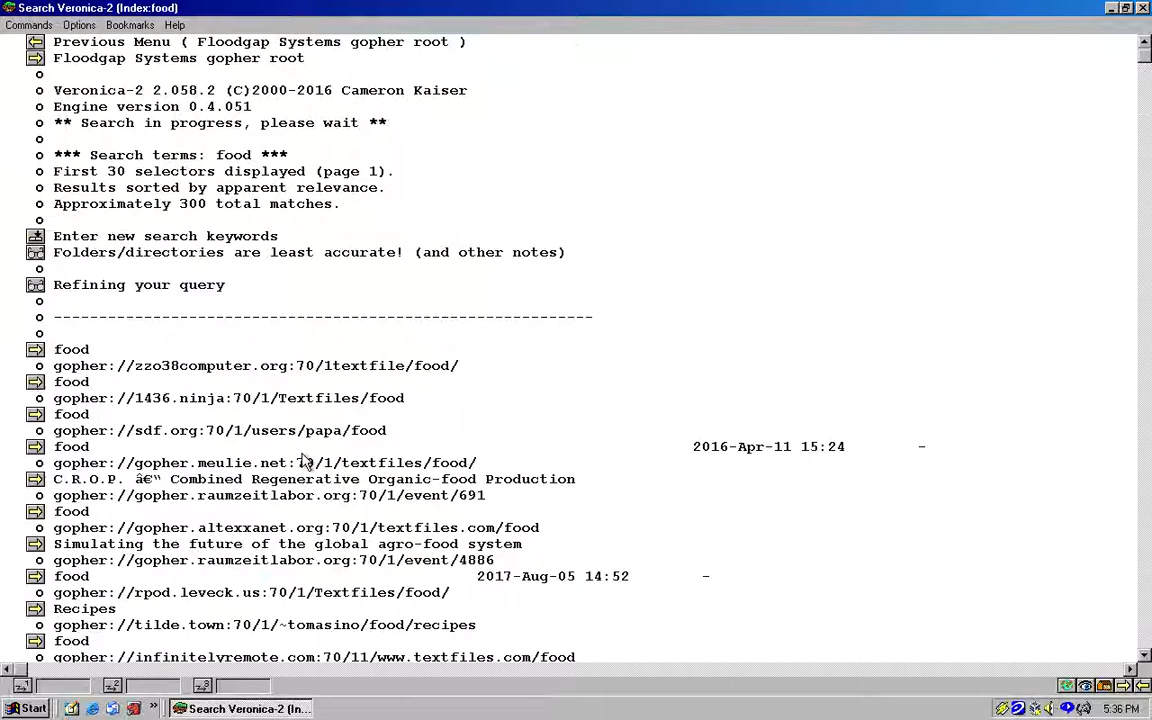 Search Veronica-2 (Index:food)
Commands Options Bookmarks Help
Previous Menu ( Floodgap Systems gopher root )
Floodgap Systems gopher root
Veronica-2 2.058.2 (C)2000-2016 Cameron Kaiser
Engine version 0.4.051
** Search in progress, please wait **
*** Search terms: food ***
First 30 selectors displayed (page 1).
Results sorted by apparent relevance.
Approximately 300 total matches.
Enter new search keywords
Folders/directories are least accurate! (and other notes)
Refining your query
------------------------------------------------------------
food
gopher://zzo38computer.org:70/1textfile/food/
food
gopher://1436.ninja:70/1/Textfiles/food
food
gopher://sdf.org:70/1/users/papa/food
food 2016-Apr-11 15:24 -
gopher://gopher.meulie.net:70/1/textfiles/food/
C.R.O.P. â€“ Combined Regenerative Organic-food Production
gopher://gopher.raumzeitlabor.org:70/1/event/691
food
gopher://gopher.altexxanet.org:70/1/textfiles.com/food
Simulating the future of the global agro-food system
gopher://gopher.raumzeitlabor.org:70/1/event/4886
food 2017-Aug-05 14:52 -
gopher://rpod.leveck.us:70/1/Textfiles/food/
Recipes
gopher://tilde.town:70/1/~tomasino/food/recipes
food
gopher://infinitelyremote.com:70/11/www.textfiles.com/food
1 2 3
Start » Search Veronica-2 (In... 5:36 PM